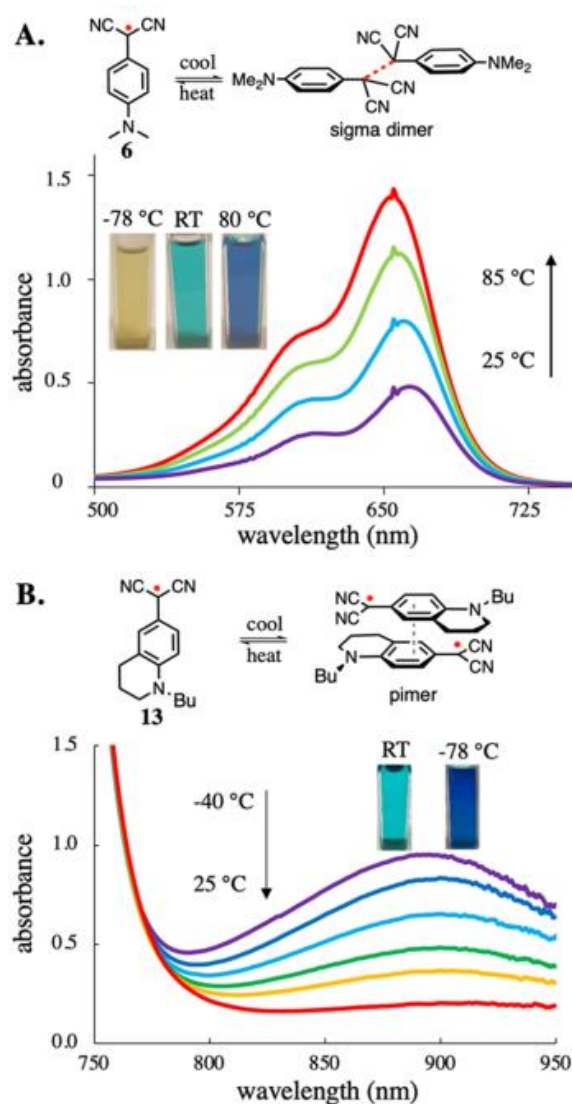 A.
CN CN
CN
CN
cool
heat
Me₂N
NMe₂
CN
CN
N
6
sigma dimer
1.5
1.0
0.5
0
absorbance
-78 °C RT 80 °C
85 °C
25 °C
500 575 650 725
wavelength (nm)
B.
NC CN
NC
NC
N
Bu
cool
heat
N
Bu
CN
CN
N
Bu
13
pimer
1.5
1.0
0.5
0.0
absorbance
RT -78 °C
-40 °C
25 °C
750 800 850 900 950
wavelength (nm)